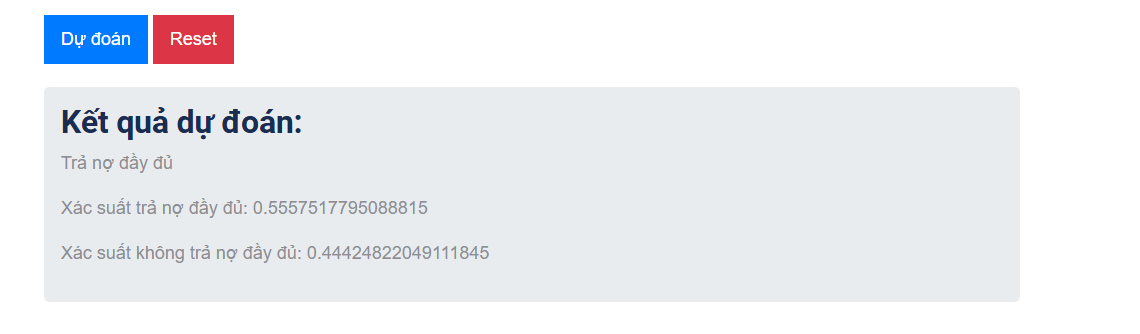 Dự đoán Reset
Kết quả dự đoán:
Trả nợ đầy đủ
Xác suất trả nợ đầy đủ: 0.5557517795088815
Xác suất không trả nợ đầy đủ: 0.44424822049111845